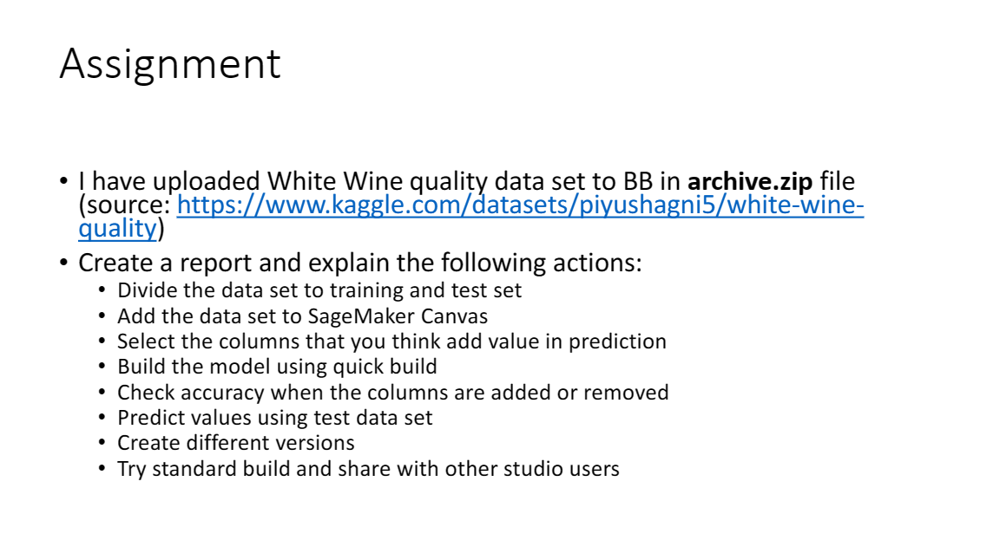 Assignment
• I have uploaded White Wine quality data set to BB in archive.zip file
(source: https://www.kaggle.com/datasets/piyushagni5/white-wine-
quality)
• Create a report and explain the following actions:
• Divide the data set to training and test set
• Add the data set to SageMaker Canvas
• Select the columns that you think add value in prediction
• Build the model using quick build
• Check accuracy when the columns are added or removed
• Predict values using test data set
• Create different versions
• Try standard build and share with other studio users